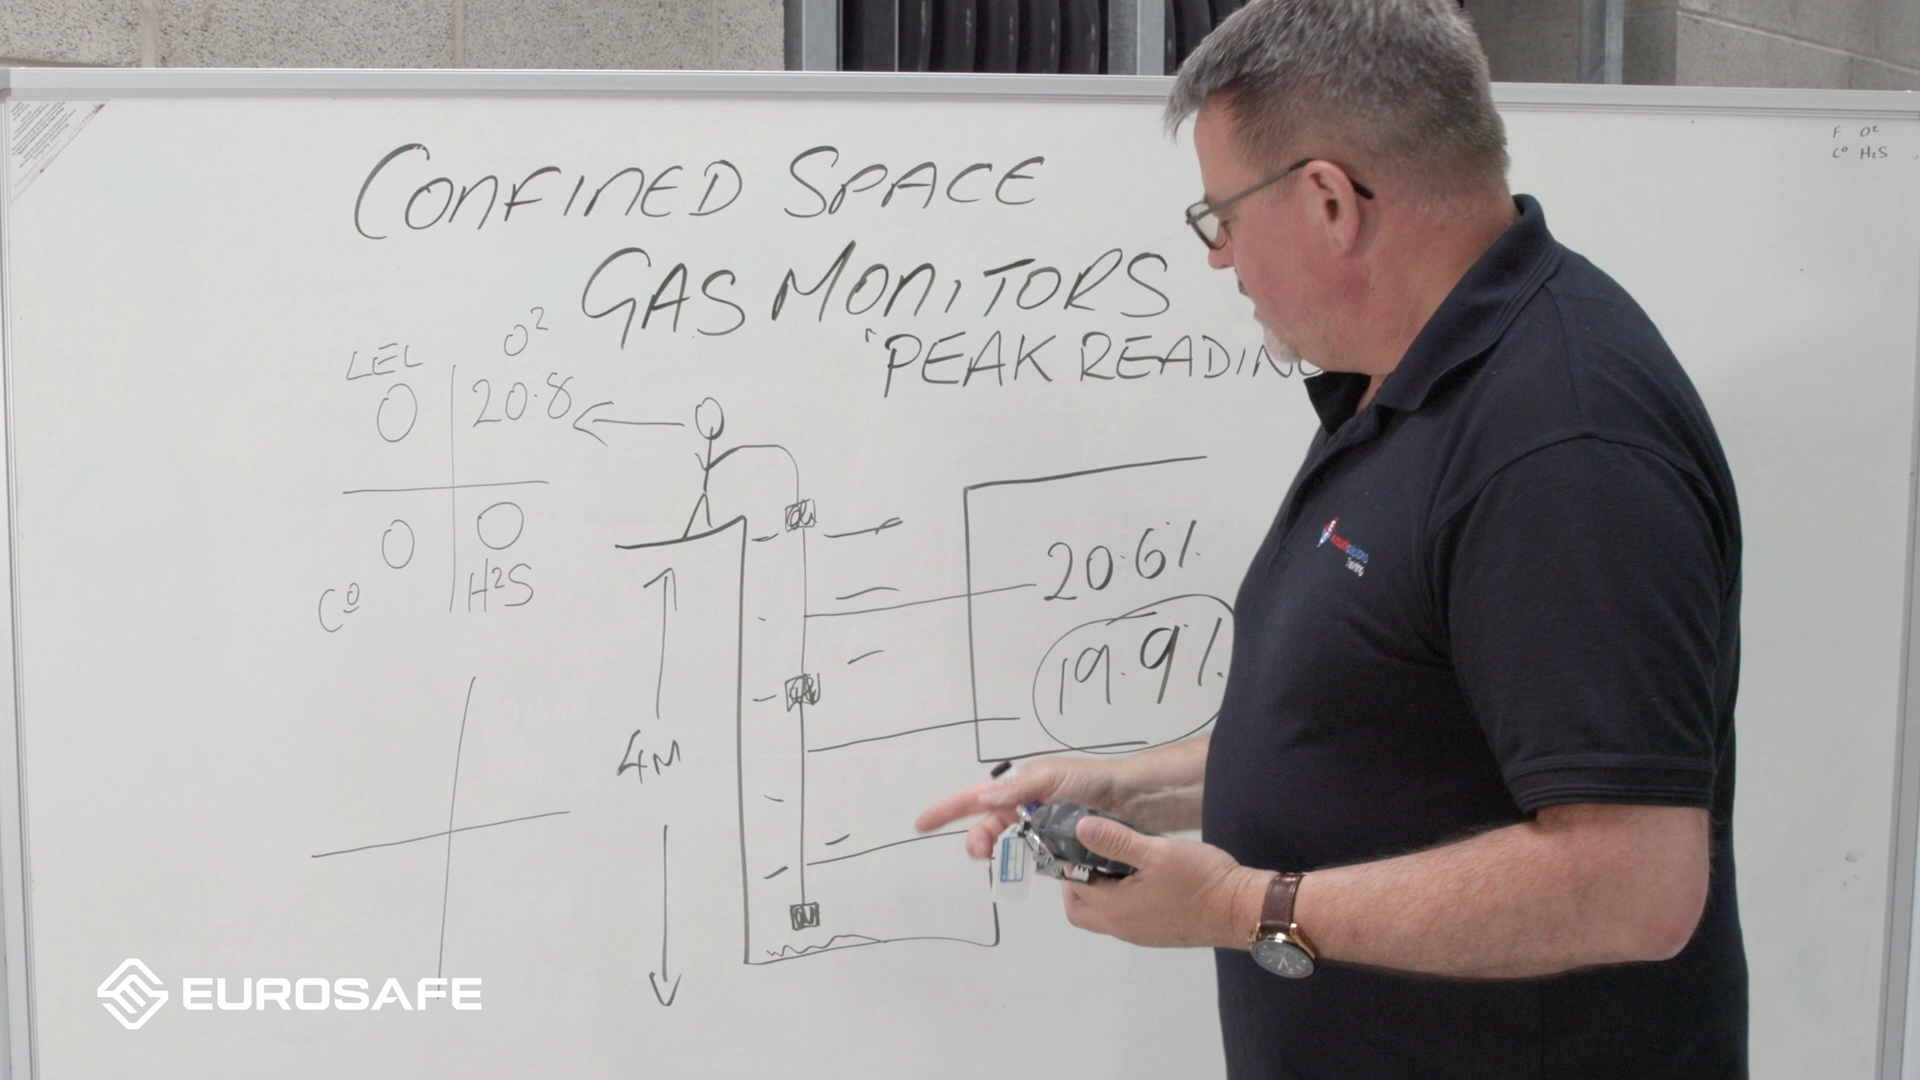 F O²
CO H2S
CONFINED SPACE
GAS MONITORS
"PEAK READIN
LEL O²
0 20.8
0 0
CO H²S
20.6%
19.9%
4M
EUROSAFE